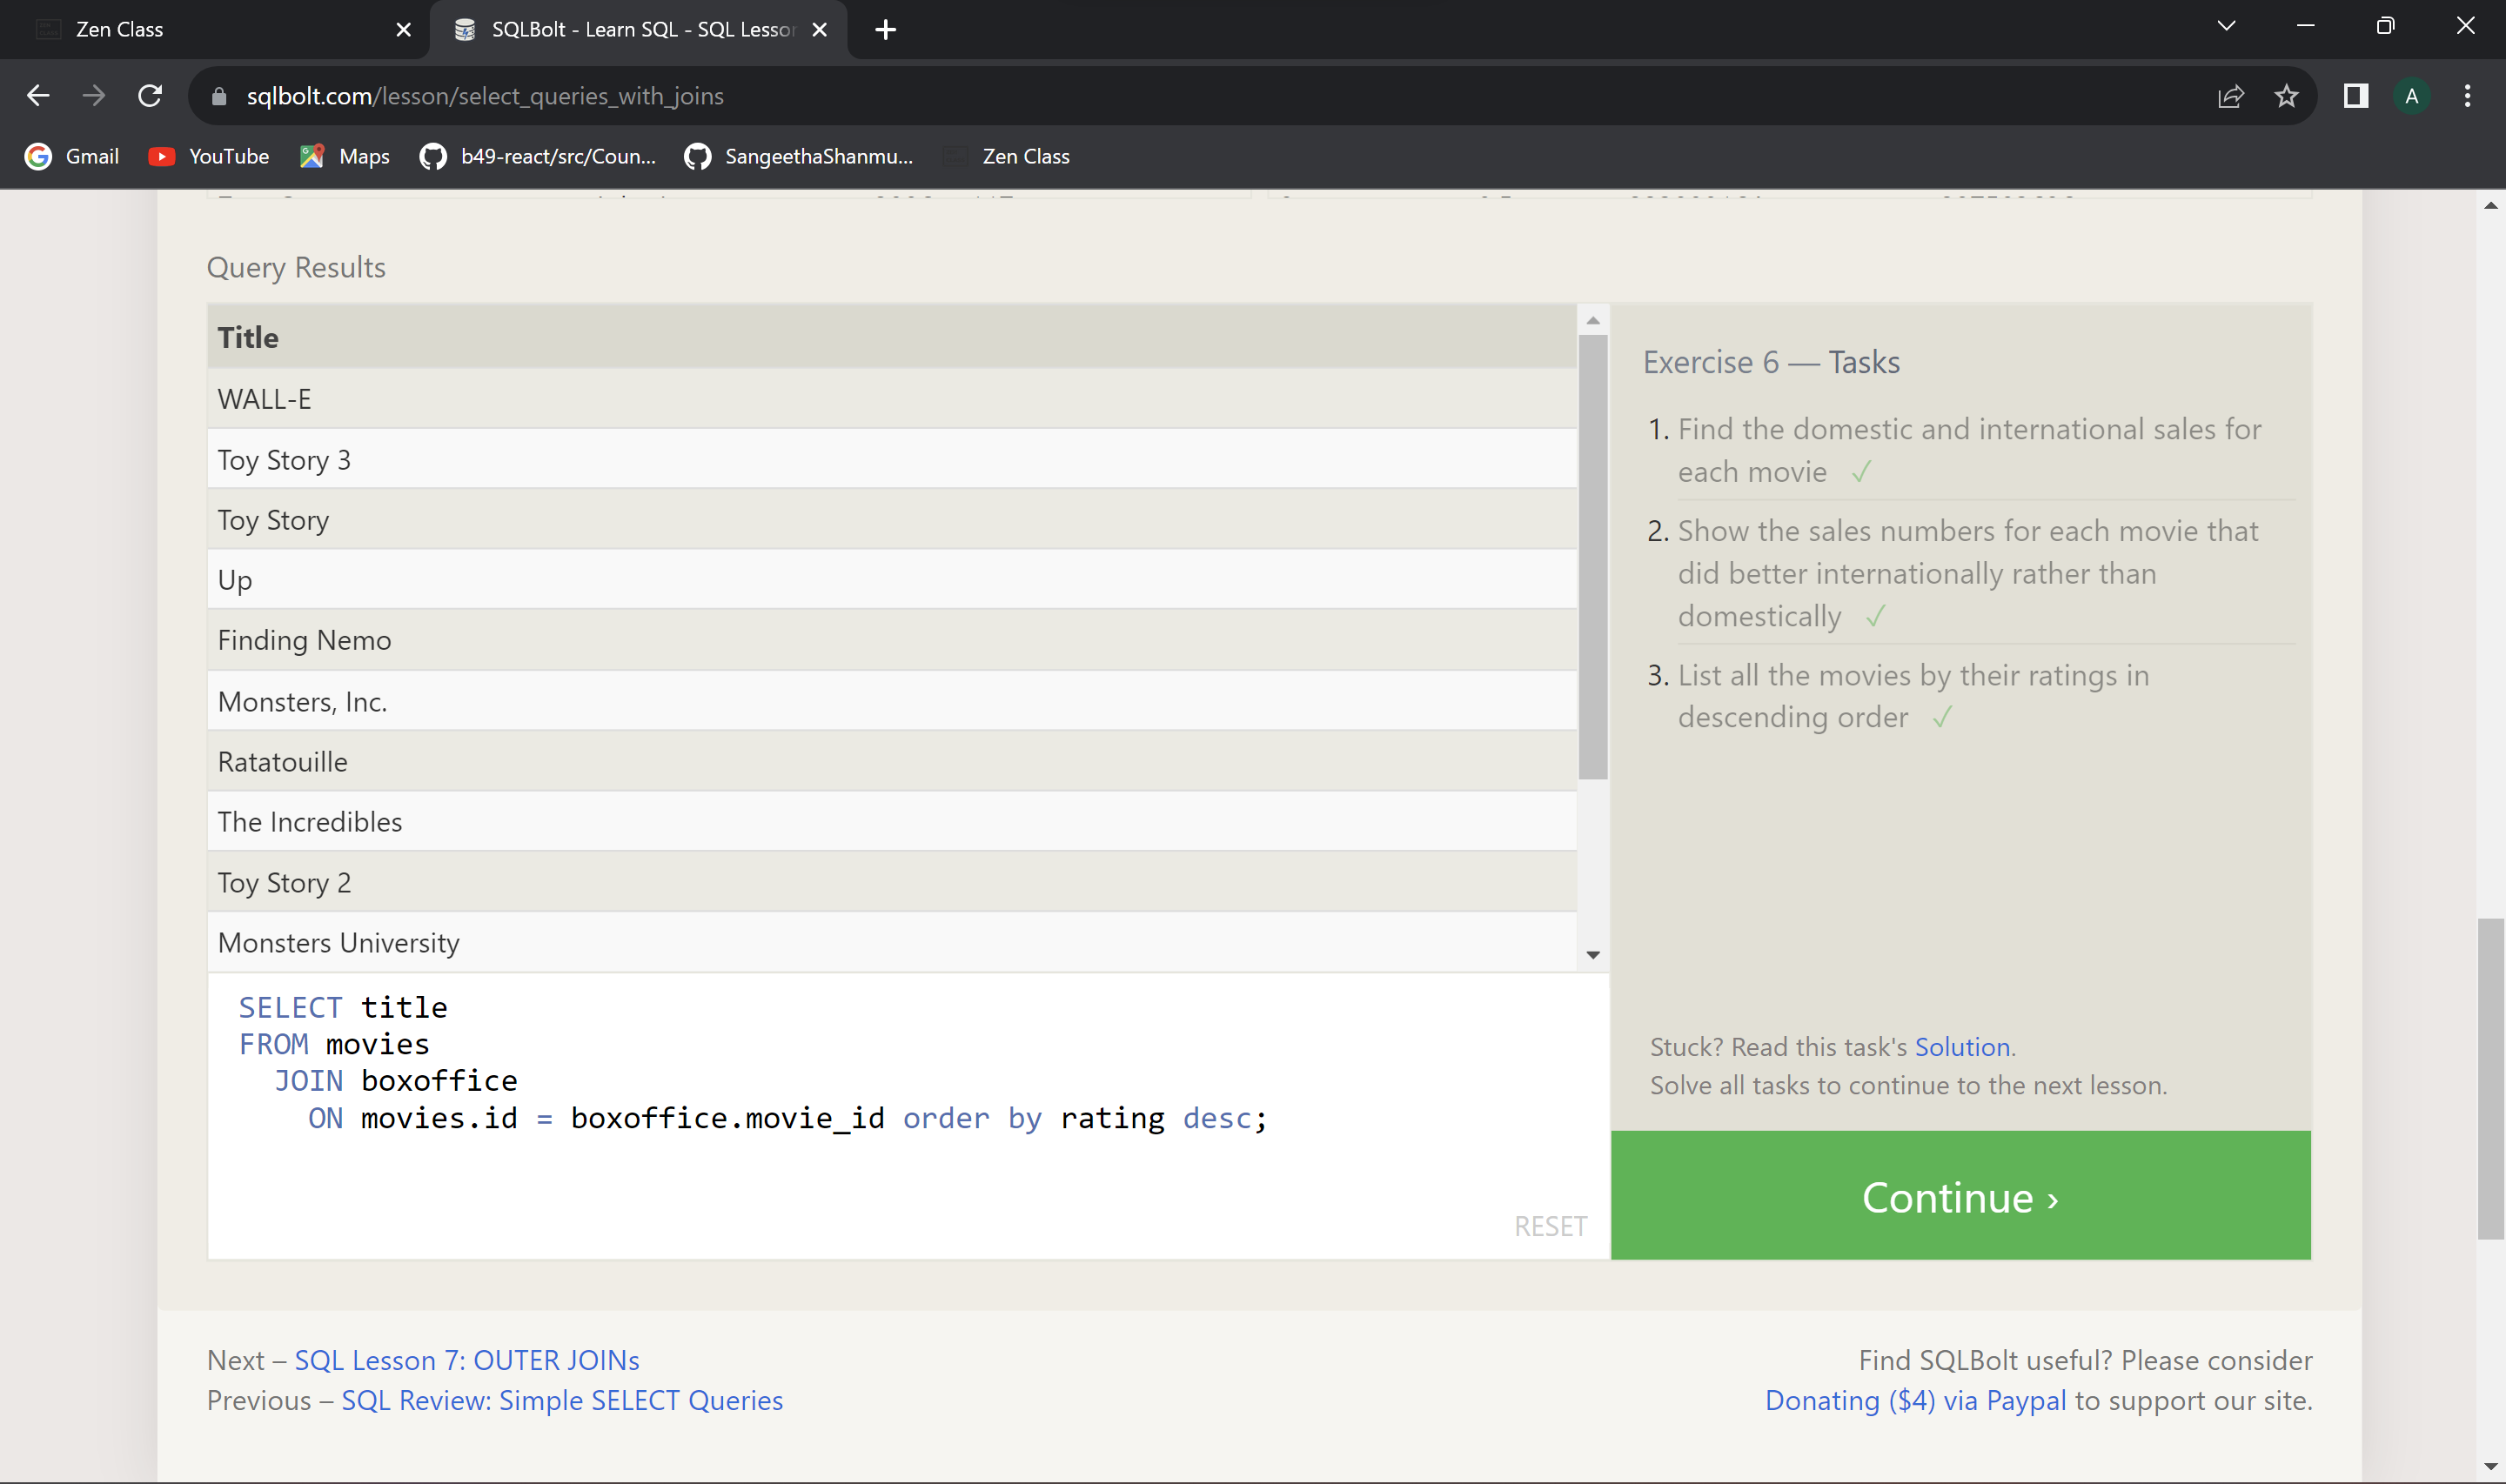 Zen Class
SQLBolt - Learn SQL - SQL Lesson
sqlbolt.com/lesson/select_queries_with_joins
A
Gmail
YouTube
Maps
b49-react/src/Coun...
SangeethaShanmu...
Zen Class
Query Results
Title
WALL-E
Toy Story 3
Toy Story
Up
Finding Nemo
Monsters, Inc.
Ratatouille
The Incredibles
Toy Story 2
Monsters University
SELECT title
FROM movies
JOIN boxoffice
ON movies.id = boxoffice.movie_id order by rating desc;
RESET
Exercise 6 — Tasks
1. Find the domestic and international sales for
each movie ✓
2. Show the sales numbers for each movie that
did better internationally rather than
domestically ✓
3. List all the movies by their ratings in
descending order ✓
Stuck? Read this task's Solution.
Solve all tasks to continue to the next lesson.
Continue ›
Next – SQL Lesson 7: OUTER JOINs
Previous – SQL Review: Simple SELECT Queries
Find SQLBolt useful? Please consider
Donating ($4) via Paypal to support our site.